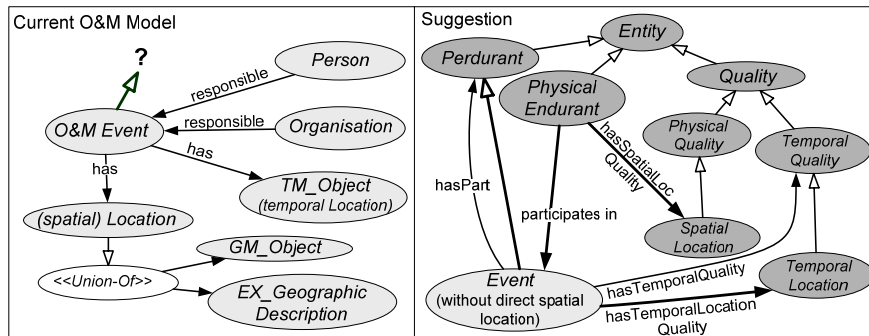 Current O&M Model
?
Person
responsible
O&M Event
responsible
Organisation
has
has
TM_Object
(temporal Location)
(spatial) Location
GM_Object
<<Union-Of>>
EX_Geographic
Description
Suggestion
Entity
Perdurant
Quality
Physical
Endurant
Physical
Quality
Temporal
Quality
hasSpatialLoc
Quality
hasPart
participates in
Spatial
Location
Event
(without direct spatial
location)
hasTemporalQuality
Temporal
Location
hasTemporalLocation
Quality